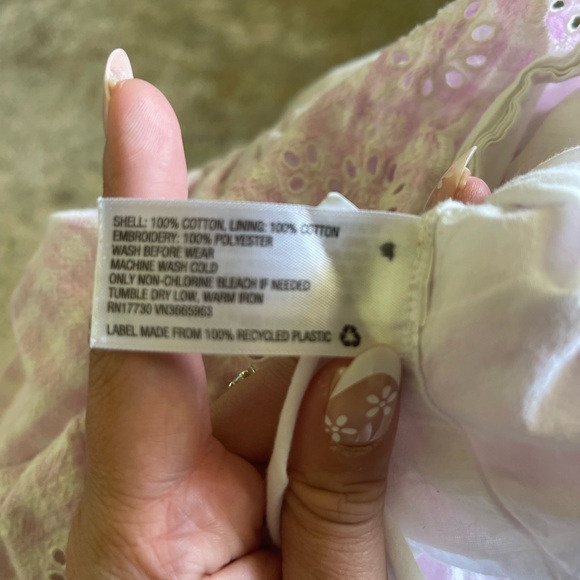 SHELL: 100% COTTON, LINING: 100% COTTON
EMBROIDERY: 100% POLYESTER
WASH BEFORE WEAR
MACHINE WASH COLD
ONLY NON-CHLORINE BLEACH IF NEEDED
TUMBLE DRY LOW, WARM IRON
RN17730 VN3665963
LABEL MADE FROM 100% RECYCLED PLASTIC